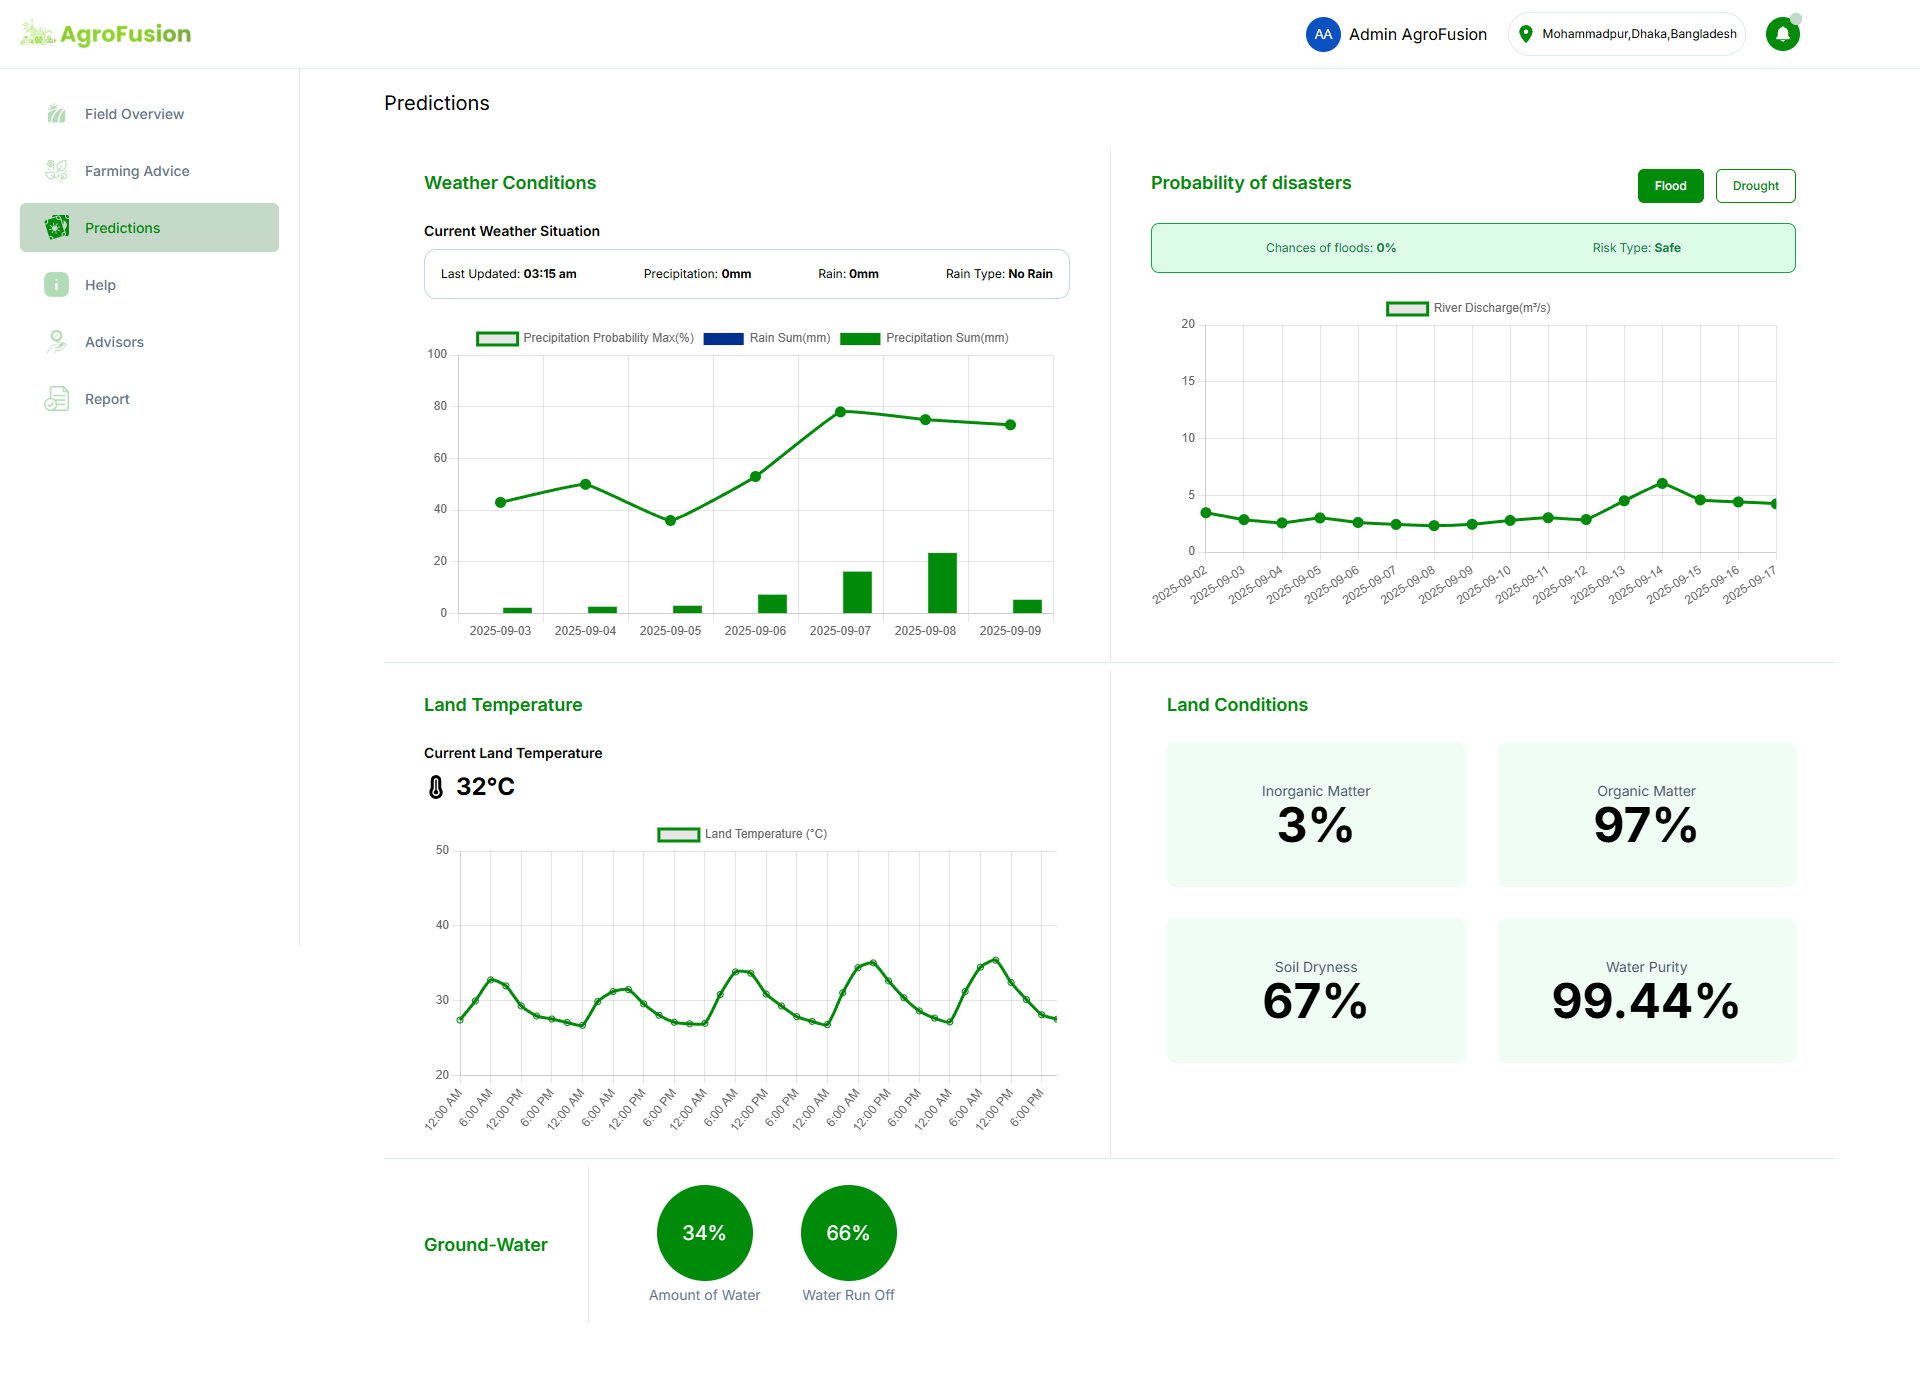 AgroFusion
AA Admin AgroFusion Mohammadpur,Dhaka,Bangladesh
Field Overview
Farming Advice
Predictions
Help
Advisors
Report
Predictions
Weather Conditions
Current Weather Situation
Last Updated: 03:15 am Precipitation: 0mm Rain: 0mm Rain Type: No Rain
Precipitation Probability Max(%) Rain Sum(mm) Precipitation Sum(mm)
100
80
60
40
20
0
2025-09-03 2025-09-04 2025-09-05 2025-09-06 2025-09-07 2025-09-08 2025-09-09
Probability of disasters Flood Drought
Chances of floods: 0% Risk Type: Safe
River Discharge(m³/s)
20
15
10
5
0
2025-09-02 2025-09-03 2025-09-04 2025-09-05 2025-09-06 2025-09-07 2025-09-08 2025-09-09 2025-09-10 2025-09-11 2025-09-12 2025-09-13 2025-09-14 2025-09-15 2025-09-16 2025-09-17
Land Temperature
Current Land Temperature
32°C
Land Temperature (°C)
50
40
30
20
12:00 AM 6:00 AM 12:00 PM 6:00 PM 12:00 AM 6:00 AM 12:00 PM 6:00 PM 12:00 AM 6:00 AM 12:00 PM 6:00 PM 12:00 AM 6:00 AM 12:00 PM 6:00 PM 12:00 AM 6:00 AM 12:00 PM 6:00 PM
Land Conditions
Inorganic Matter
3%
Organic Matter
97%
Soil Dryness
67%
Water Purity
99.44%
Ground-Water
34%
Amount of Water
66%
Water Run Off